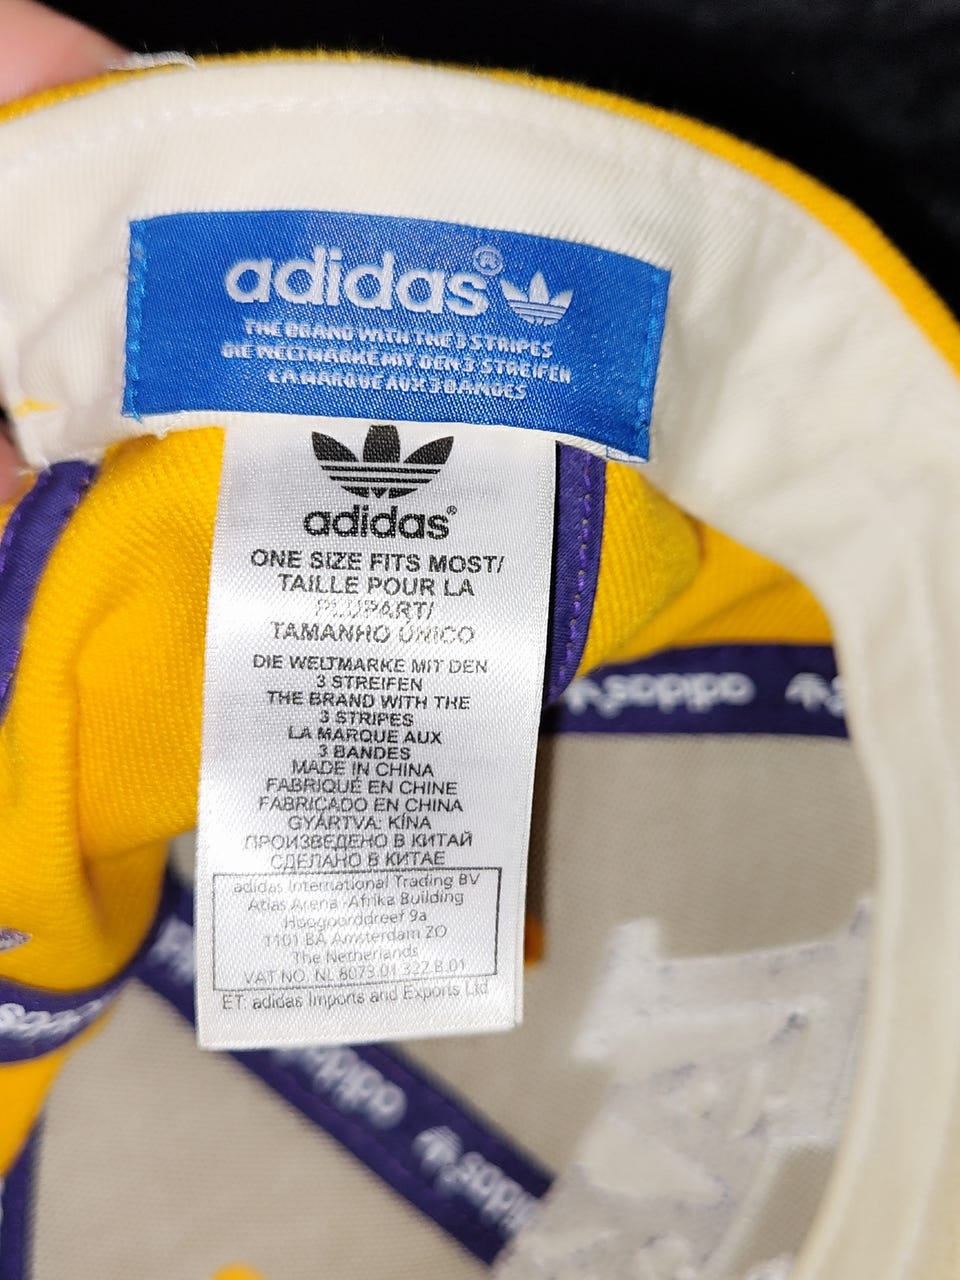 adidas®
THE BRAND WITH THE 3 STRIPES
DIE WELTMARKE MIT DEN 3 STREIFEN
LA MARQUE AUX 3 BANDES
adidas®
ONE SIZE FITS MOST/
TAILLE POUR LA
PLUPART/
TAMANHO ÚNICO
DIE WELTMARKE MIT DEN
3 STREIFEN
THE BRAND WITH THE
3 STRIPES
LA MARQUE AUX
3 BANDES
MADE IN CHINA
FABRIQUÉ EN CHINE
FABRICADO EN CHINA
GYÁRTVA: KÍNA
ПРОИЗВЕДЕНО В КИТАЙ
СДЕЛАНО В КИТАЕ
adidas International Trading BV
Atlas Arena -Afrika Building
Hoogoorddreef 9a
1101 BA Amsterdam ZO
The Netherlands
VAT NO. NL 8073.01.327.B.01
ET. adidas Imports and Exports Ltd
adidas
adidas
adidas
adidas